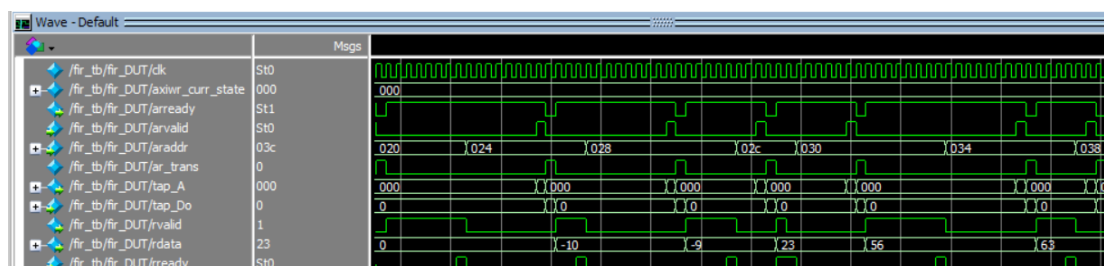 Wave - Default
Msgs
/fir_tb/fir_DUT/clk St0
/fir_tb/fir_DUT/axiwr_curr_state 000 000
/fir_tb/fir_DUT/arready St1
/fir_tb/fir_DUT/arvalid St0
/fir_tb/fir_DUT/araddr 03c 020 024 028 02c 030 034 038
/fir_tb/fir_DUT/ar_trans 0
/fir_tb/fir_DUT/tap_A 000 000 000 000 000 000 000
/fir_tb/fir_DUT/tap_Do 0 0 0 0 0 0 0
/fir_tb/fir_DUT/rvalid 1
/fir_tb/fir_DUT/rdata 23 0 -10 -9 23 56 63
/fir_tb/fir_DUT/rready St0